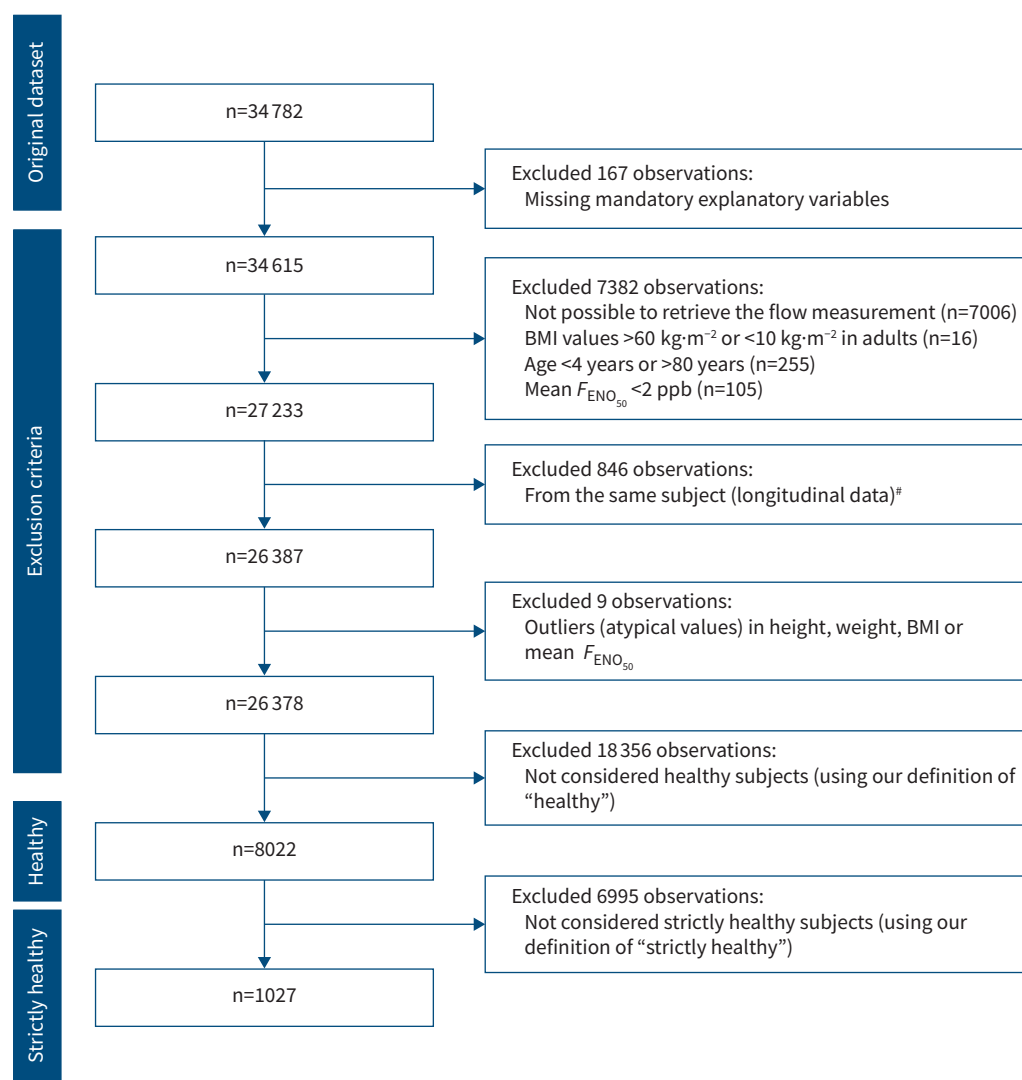 Original dataset
n=34 782
Excluded 167 observations:
Missing mandatory explanatory variables
Exclusion criteria
n=34 615
Excluded 7382 observations:
Not possible to retrieve the flow measurement (n=7006)
BMI values >60 kg·m⁻² or <10 kg·m⁻² in adults (n=16)
Age <4 years or >80 years (n=255)
Mean FENO₅₀ <2 ppb (n=105)
n=27 233
Excluded 846 observations:
From the same subject (longitudinal data)#
n=26 387
Excluded 9 observations:
Outliers (atypical values) in height, weight, BMI or
mean FENO₅₀
n=26 378
Excluded 18 356 observations:
Not considered healthy subjects (using our definition of
“healthy”)
Healthy
n=8022
Excluded 6995 observations:
Not considered strictly healthy subjects (using our
definition of “strictly healthy”)
Strictly healthy
n=1027